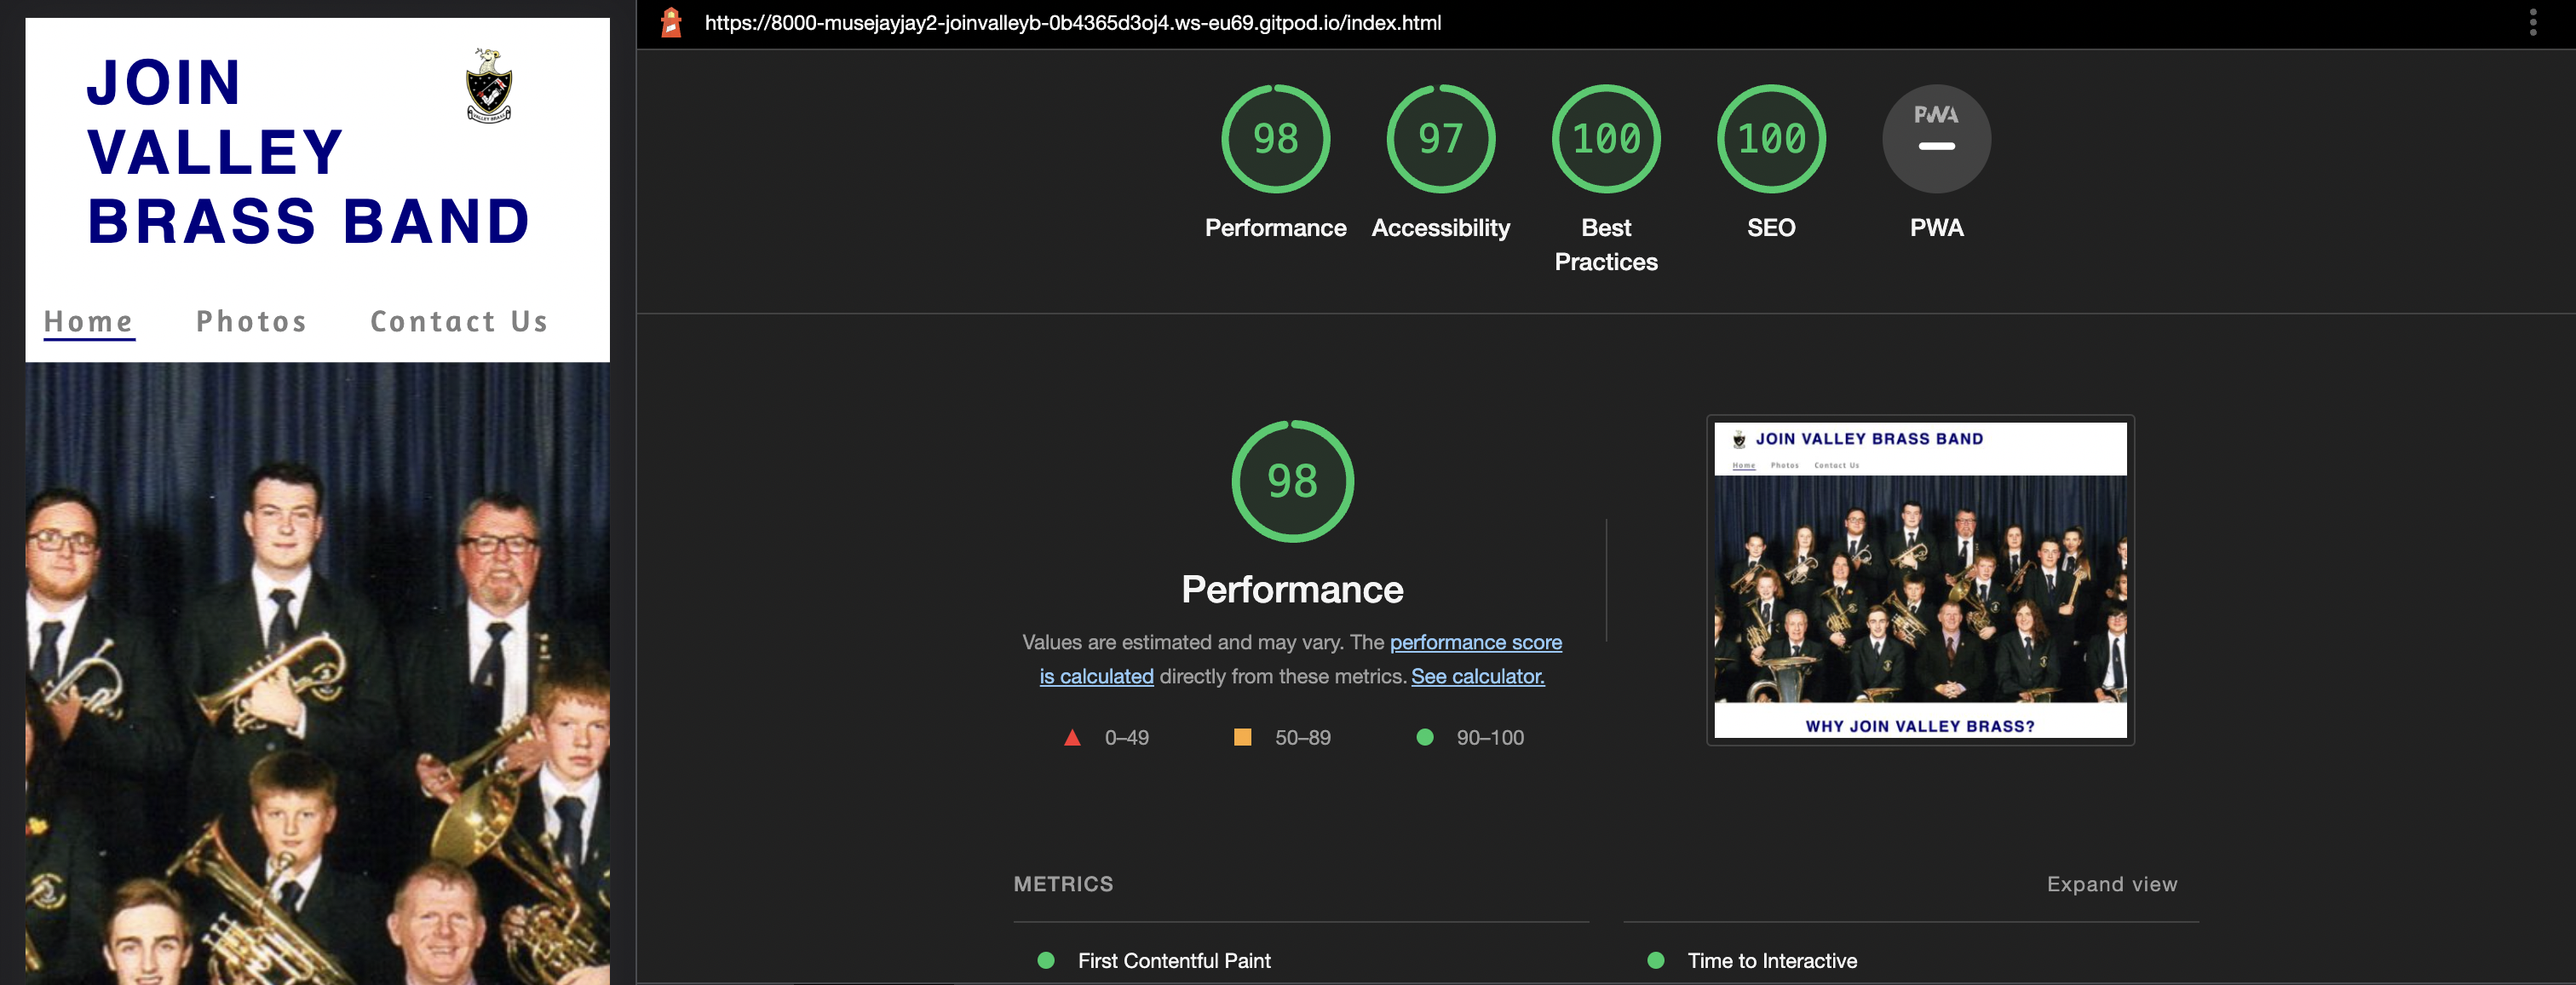 JOIN
VALLEY
BRASS BAND
VALLEY BRASS
Home Photos Contact Us
https://8000-musejayjay2-joinvalleyb-0b4365d3oj4.ws-eu69.gitpod.io/index.html
98 97 100 100 PWA
Performance Accessibility Best Practices SEO PWA
98
Performance
Values are estimated and may vary. The performance score
is calculated directly from these metrics. See calculator.
0–49 50–89 90–100
JOIN VALLEY BRASS BAND
Home Photos Contact Us
WHY JOIN VALLEY BRASS?
METRICS Expand view
First Contentful Paint Time to Interactive